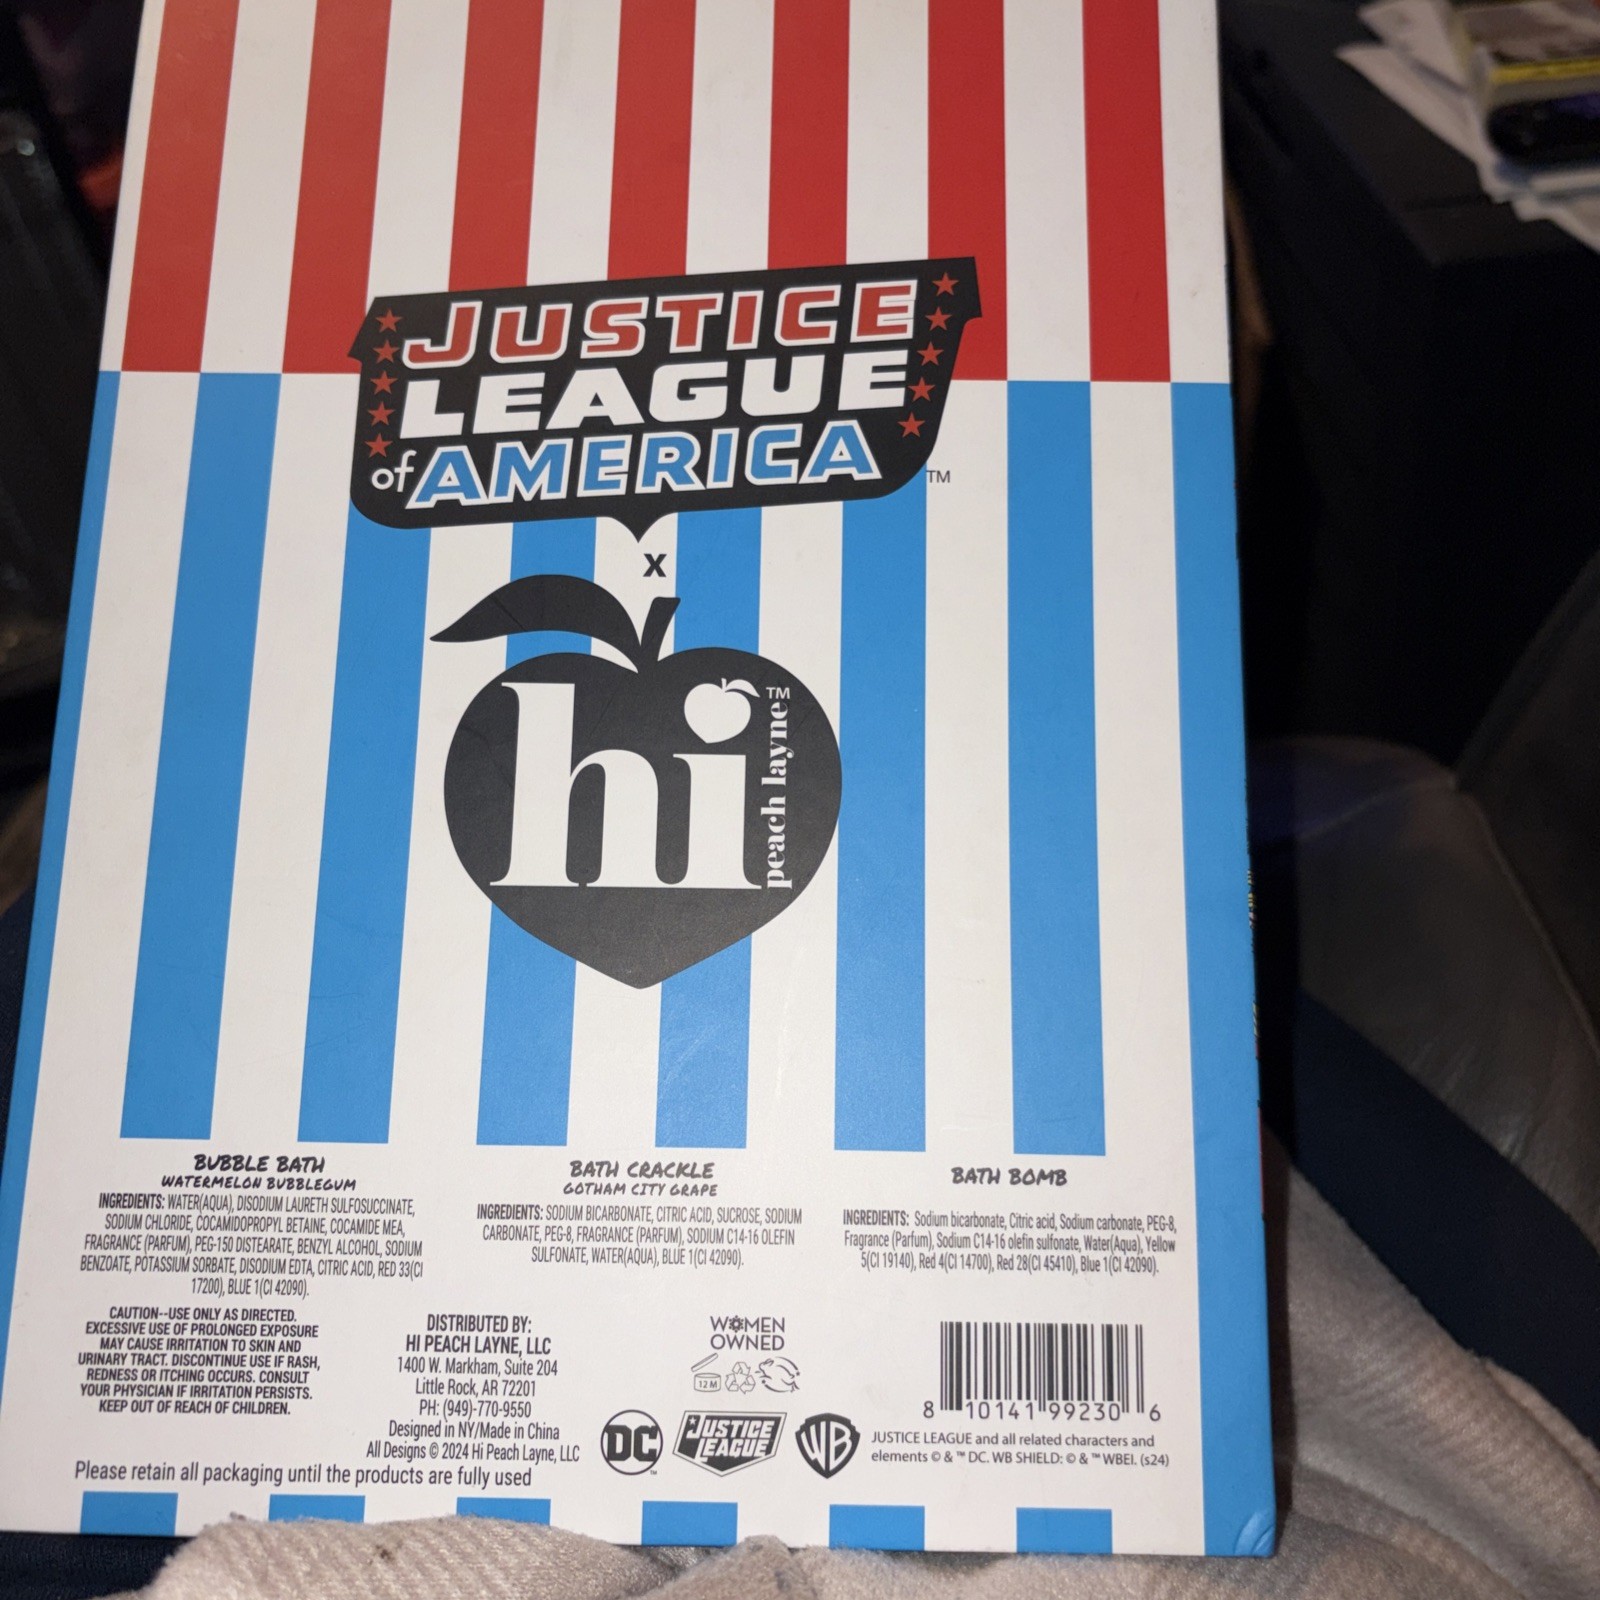 JUSTICE
LEAGUE
of AMERICA
TM
x
hi
peach layne™
BUBBLE BATH
WATERMELON BUBBLEGUM
INGREDIENTS: WATER(AQUA), DISODIUM LAURETH SULFOSUCCINATE,
SODIUM CHLORIDE, COCAMIDOPROPYL BETAINE, COCAMIDE MEA,
FRAGRANCE (PARFUM), PEG-150 DISTEARATE, BENZYL ALCOHOL, SODIUM
BENZOATE, POTASSIUM SORBATE, DISODIUM EDTA, CITRIC ACID, RED 33(CI
17200), BLUE 1(CI 42090).
BATH CRACKLE
GOTHAM CITY GRAPE
INGREDIENTS: SODIUM BICARBONATE, CITRIC ACID, SUCROSE, SODIUM
CARBONATE, PEG-8, FRAGRANCE (PARFUM), SODIUM C14-16 OLEFIN
SULFONATE, WATER(AQUA), BLUE 1(CI 42090).
BATH BOMB
INGREDIENTS: Sodium bicarbonate, Citric acid, Sodium carbonate, PEG-8,
Fragrance (Parfum), Sodium C14-16 olefin sulfonate, Water(Aqua), Yellow
5(CI 19140), Red 4(CI 14700), Red 28(CI 45410), Blue 1(CI 42090).
CAUTION--USE ONLY AS DIRECTED.
EXCESSIVE USE OF PROLONGED EXPOSURE
MAY CAUSE IRRITATION TO SKIN AND
URINARY TRACT. DISCONTINUE USE IF RASH,
REDNESS OR ITCHING OCCURS. CONSULT
YOUR PHYSICIAN IF IRRITATION PERSISTS.
KEEP OUT OF REACH OF CHILDREN.
DISTRIBUTED BY:
HI PEACH LAYNE, LLC
1400 W. Markham, Suite 204
Little Rock, AR 72201
PH: (949)-770-9550
Designed in NY/Made in China
All Designs © 2024 Hi Peach Layne, LLC
Please retain all packaging until the products are fully used
WOMEN
OWNED
12 M
DC
JUSTICE
LEAGUE
WB
8 10141 99230 6
JUSTICE LEAGUE and all related characters and
elements © & ™ DC. WB SHIELD: © & ™ WBEI. (s24)